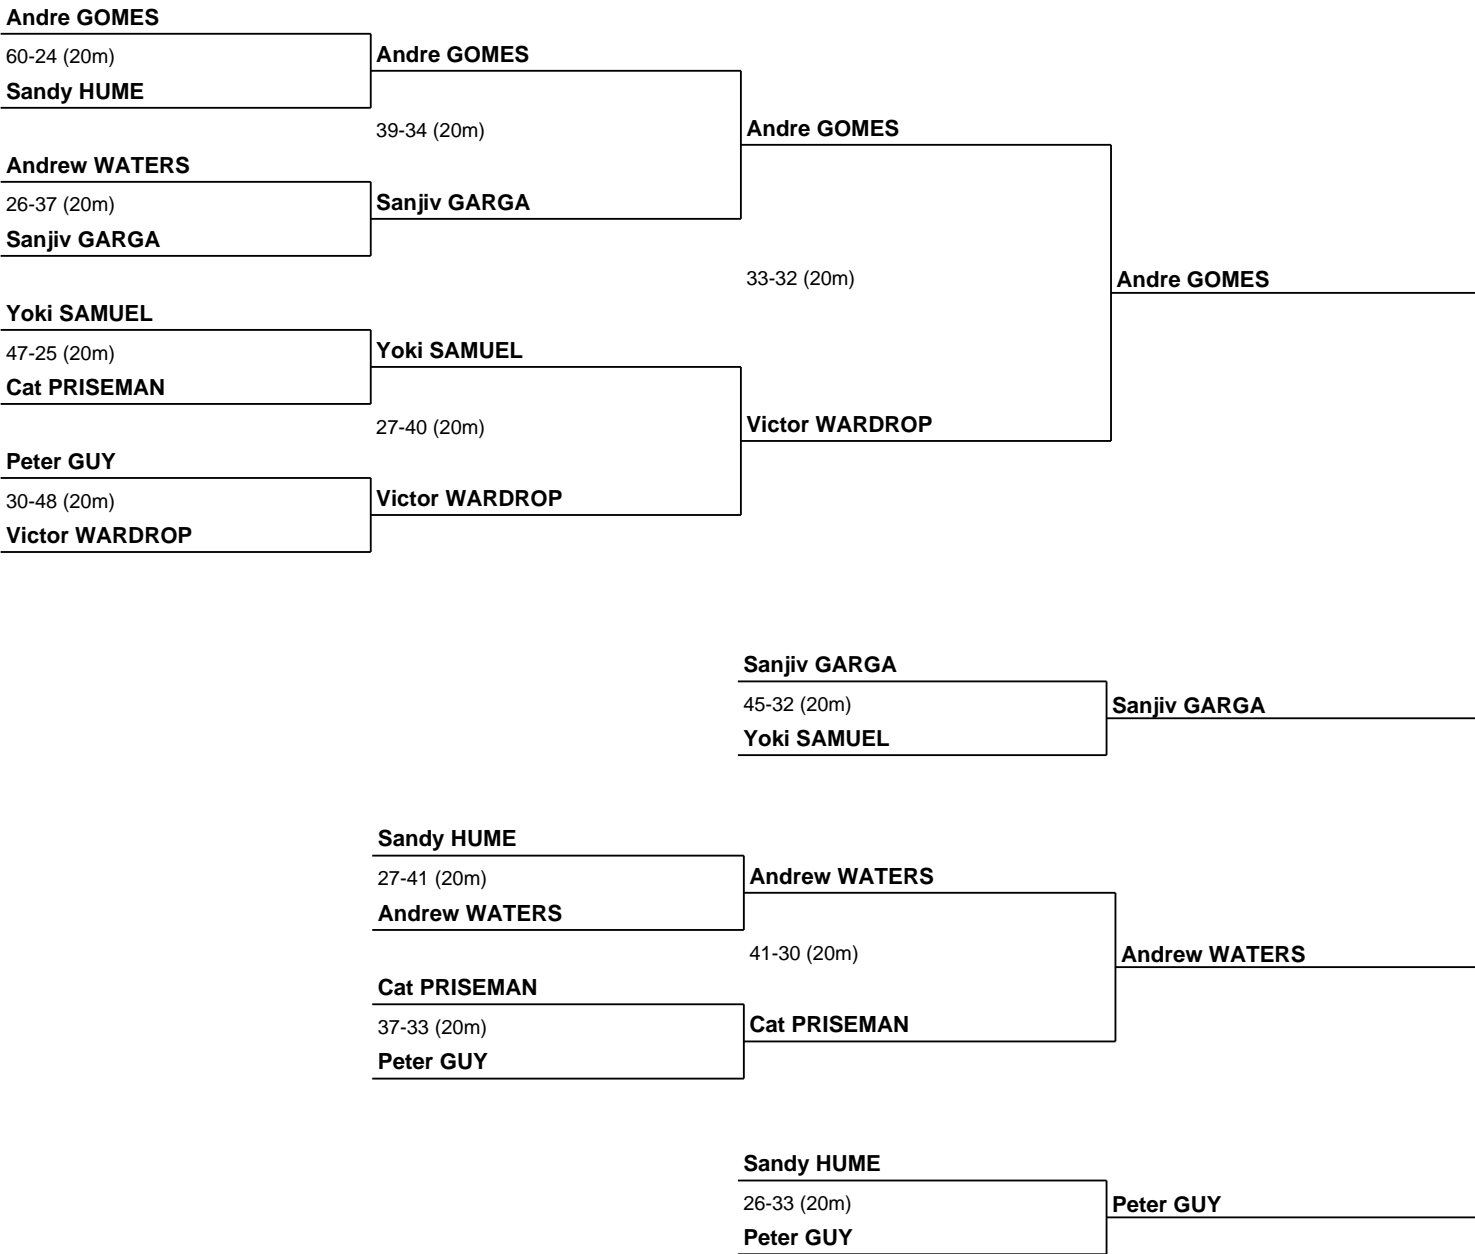 Andre GOMES
60-24 (20m)
Sandy HUME
Andre GOMES
39-34 (20m)
Andrew WATERS
26-37 (20m)
Sanjiv GARGA
Sanjiv GARGA
Andre GOMES
33-32 (20m)
Andre GOMES
Yoki SAMUEL
47-25 (20m)
Cat PRISEMAN
Yoki SAMUEL
27-40 (20m)
Peter GUY
30-48 (20m)
Victor WARDROP
Victor WARDROP
Victor WARDROP
Sanjiv GARGA
45-32 (20m)
Yoki SAMUEL
Sanjiv GARGA
Sandy HUME
27-41 (20m)
Andrew WATERS
Andrew WATERS
41-30 (20m)
Andrew WATERS
Cat PRISEMAN
37-33 (20m)
Peter GUY
Cat PRISEMAN
Sandy HUME
26-33 (20m)
Peter GUY
Peter GUY